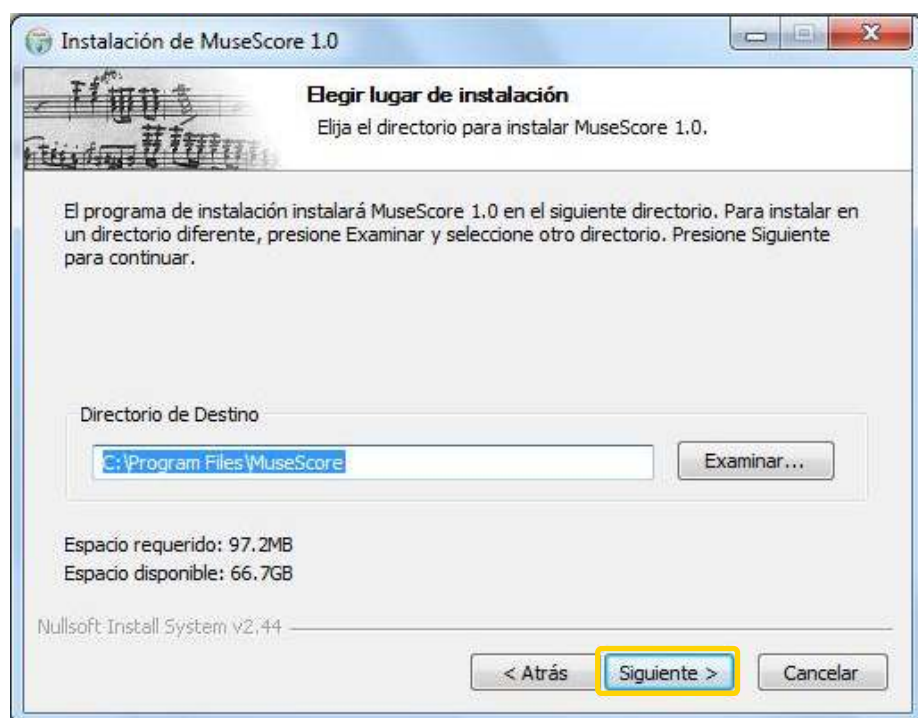 Instalación de MuseScore 1.0
Elegir lugar de instalación
Elija el directorio para instalar MuseScore 1.0.
El programa de instalación instalará MuseScore 1.0 en el siguiente directorio. Para instalar en
un directorio diferente, presione Examinar y seleccione otro directorio. Presione Siguiente
para continuar.
Directorio de Destino
C:\Program Files\MuseScore
Examinar...
Espacio requerido: 97.2MB
Espacio disponible: 66.7GB
Nullsoft Install System v2.44
< Atrás
Siguiente >
Cancelar